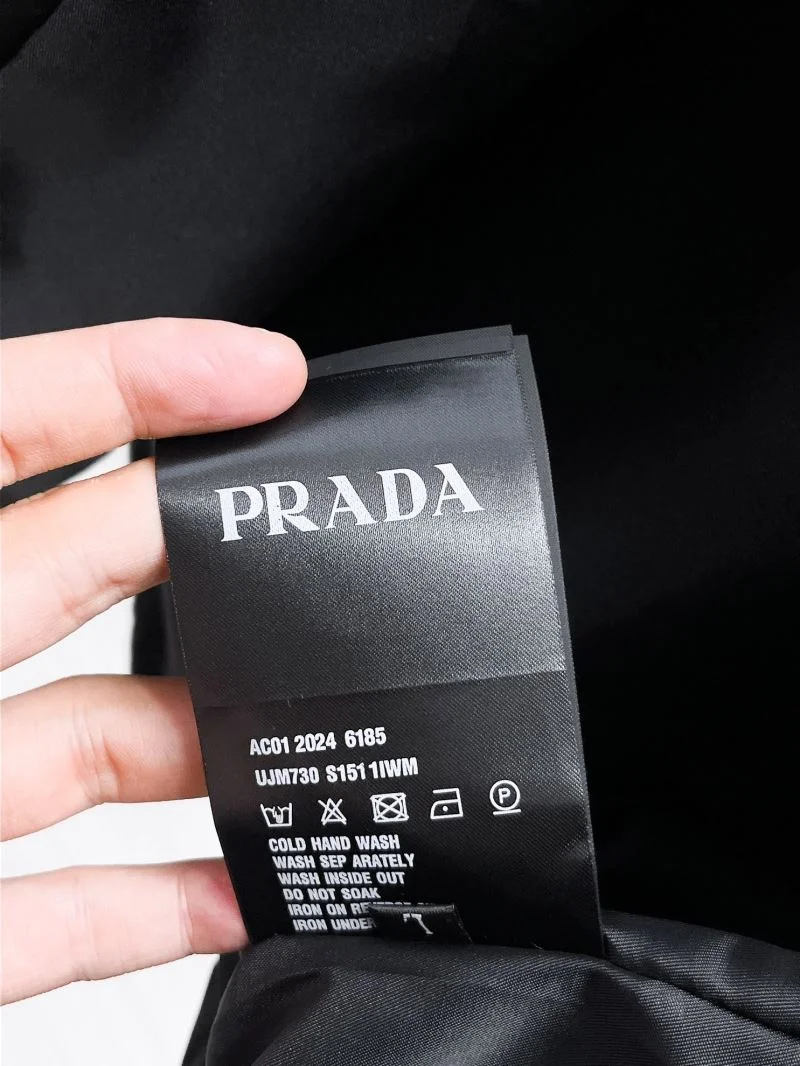 PRADA
AC01 2024 6185
UJM730 S151 1IWM
P
COLD HAND WASH
WASH SEP ARATELY
WASH INSIDE OUT
DO NOT SOAK
IRON ON
IRON UNDER